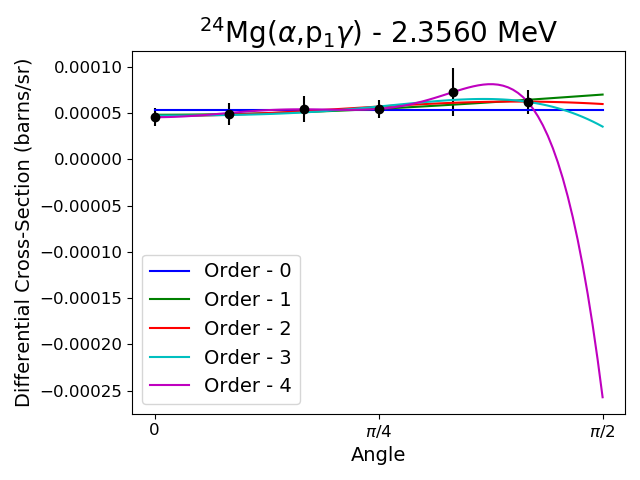 ²⁴Mg(α,p₁γ) - 2.3560 MeV
Differential Cross-Section (barns/sr)
0.00010
0.00005
0.00000
−0.00005
−0.00010
−0.00015
−0.00020
−0.00025
Order - 0
Order - 1
Order - 2
Order - 3
Order - 4
0 π/4 π/2
Angle